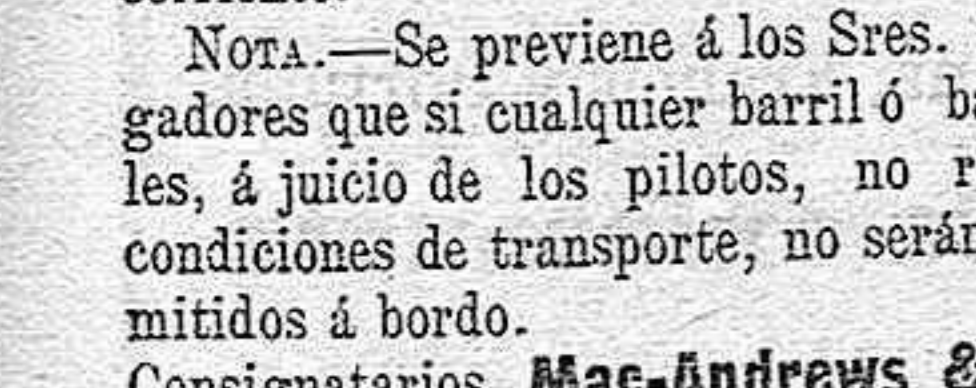 NOTA.—Se previene á los Sres.
gadores que si cualquier barril ó b
les, á juicio de los pilotos, no r
condiciones de transporte, no serán
mitidos á bordo.
Consignatarios Mac-Andrews &